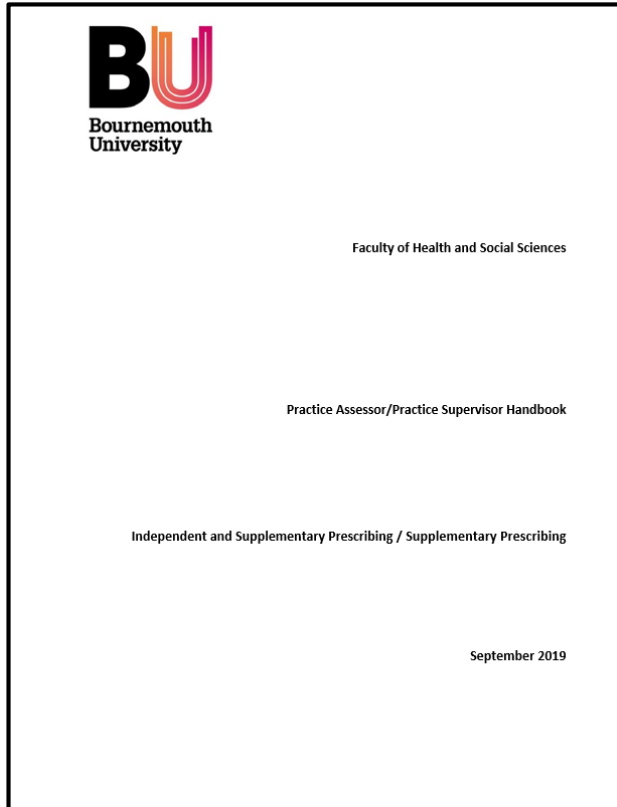 BU
Bournemouth
University
Faculty of Health and Social Sciences
Practice Assessor/Practice Supervisor Handbook
Independent and Supplementary Prescribing / Supplementary Prescribing
September 2019